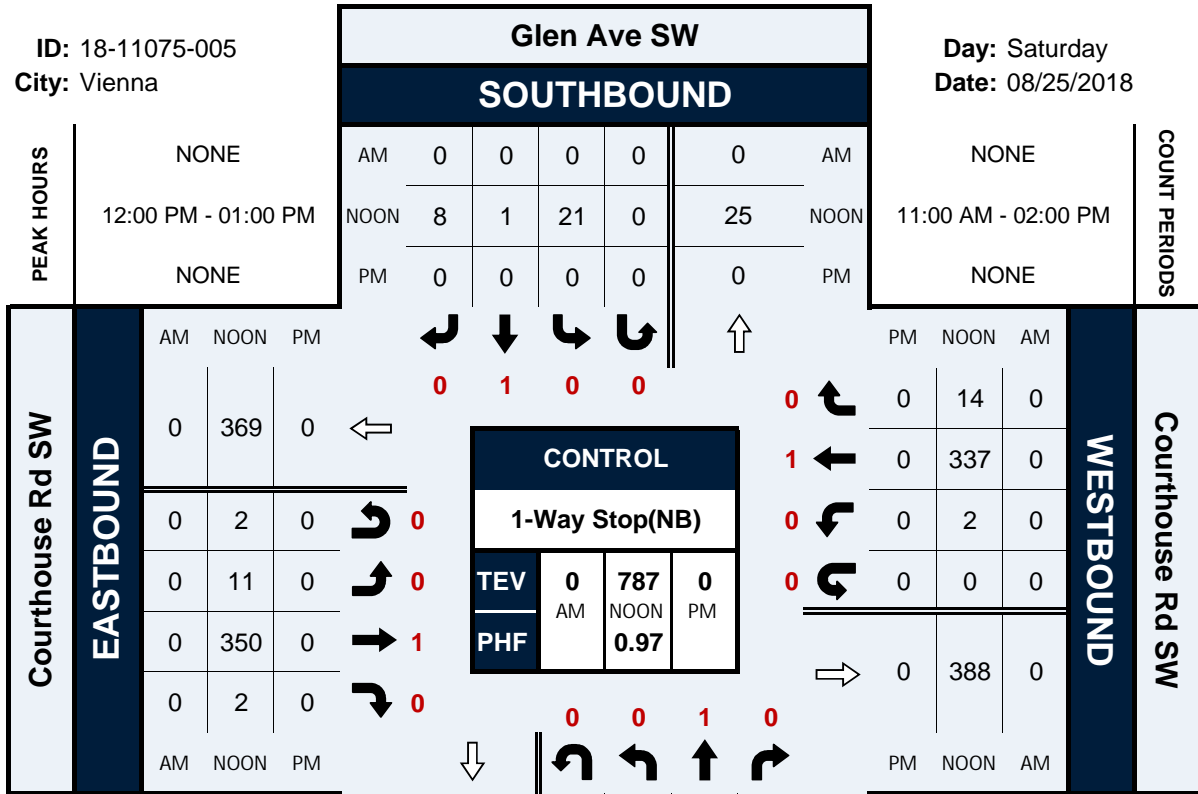 ID: 18-11075-005
City: Vienna
Glen Ave SW
SOUTHBOUND
Day: Saturday
Date: 08/25/2018
PEAK HOURS
NONE
12:00 PM - 01:00 PM
NONE
AM 0 0 0 0 0 AM
NOON 8 1 21 0 25 NOON
PM 0 0 0 0 0 PM
NONE
11:00 AM - 02:00 PM
NONE
COUNT PERIODS
0 1 0 0
Courthouse Rd SW
EASTBOUND
AM NOON PM
0 369 0
0 2 0 0
0 11 0 0
0 350 0 1
0 2 0 0
AM NOON PM
CONTROL
1-Way Stop(NB)
TEV 0 787 0
AM NOON PM
PHF 0.97
PM NOON AM
0 0 14 0
1 0 337 0
0 0 2 0
0 0 0 0
0 388 0
PM NOON AM
WESTBOUND
Courthouse Rd SW
0 0 1 0